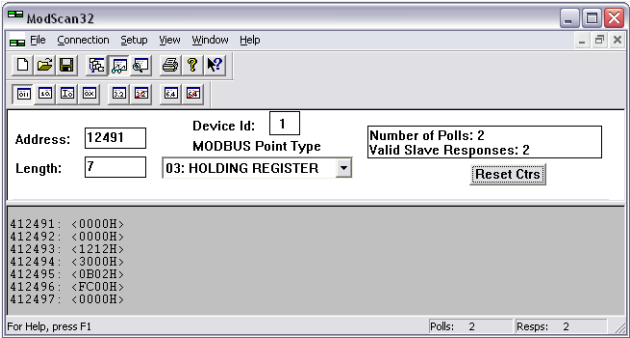 ModScan32
File Connection Setup View Window Help
Address: 12491
Device Id: 1
MODBUS Point Type
Number of Polls: 2
Valid Slave Responses: 2
Length: 7
03: HOLDING REGISTER
Reset Ctrs
412491: <0000H>
412492: <0000H>
412493: <1212H>
412494: <3000H>
412495: <0B02H>
412496: <FC00H>
412497: <0000H>
For Help, press F1
Polls: 2
Resps: 2